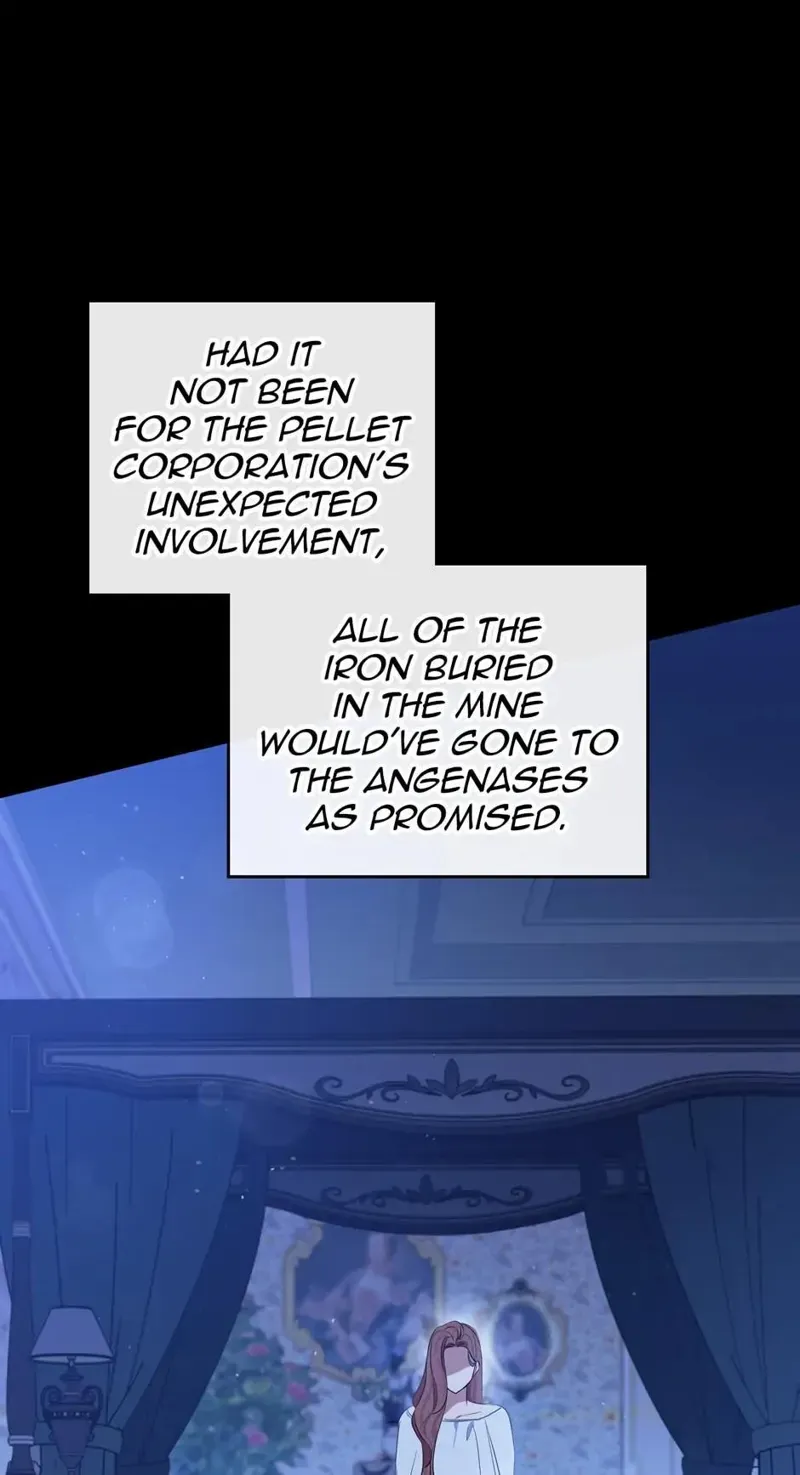 HAD IT
NOT BEEN
FOR THE PELLET
CORPORATION'S
UNEXPECTED
INVOLVEMENT,
ALL OF THE
IRON BURIED
IN THE MINE
WOULD'VE GONE TO
THE ANGENASES
AS PROMISED.